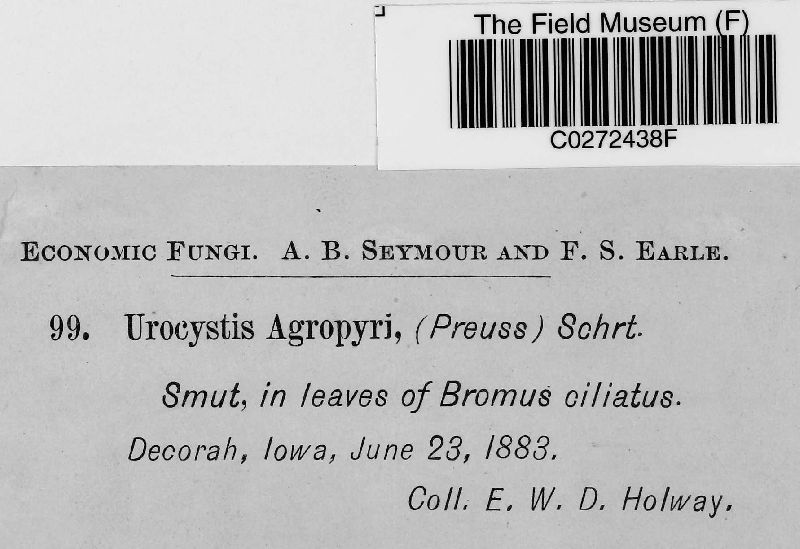 The Field Museum (F)
C0272438F
ECONOMIC FUNGI. A. B. SEYMOUR AND F. S. EARLE.
99. Urocystis Agropyri, (Preuss) Schrt.
Smut, in leaves of Bromus ciliatus.
Decorah, Iowa, June 23, 1883.
Coll. E. W. D. Holway.